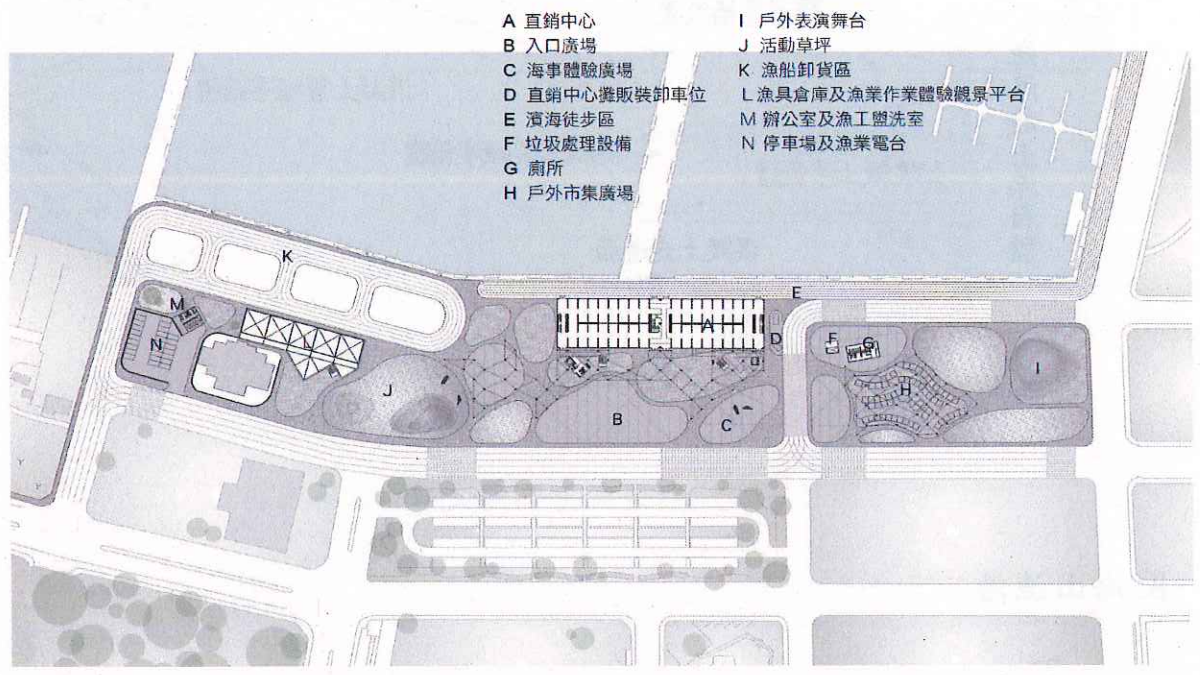 A 直銷中心
B 入口廣場
C 海事體驗廣場
D 直銷中心攤販裝卸車位
E 濱海徒步區
F 垃圾處理設備
G 廁所
H 戶外市集廣場
I 戶外表演舞台
J 活動草坪
K 漁船卸貨區
L 漁具倉庫及漁業作業體驗觀景平台
M 辦公室及漁工盥洗室
N 停車場及漁業電台
K
E
M
A
D
N
L
F
G
I
J
H
B
C